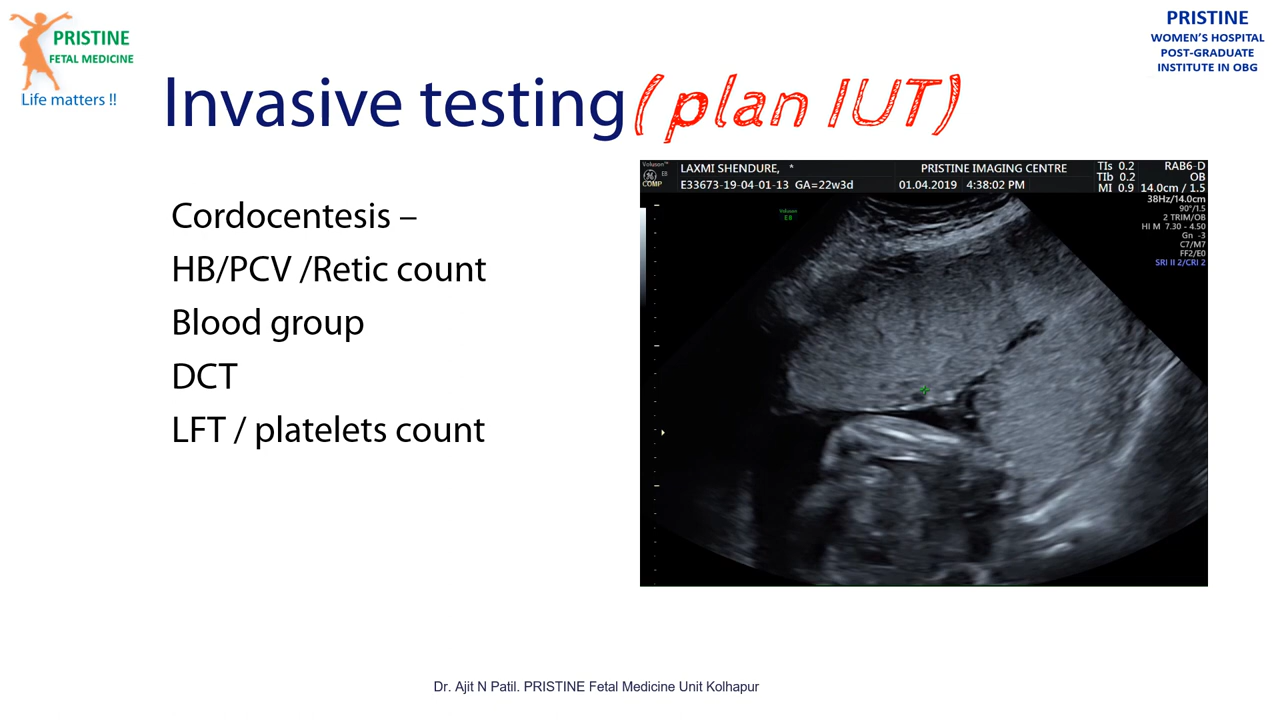 PRISTINE
FETAL MEDICINE
Life matters !!
PRISTINE
WOMEN'S HOSPITAL
POST-GRADUATE
INSTITUTE IN OBG
Invasive testing ( plan IUT)
Cordocentesis –
HB/PCV /Retic count
Blood group
DCT
LFT / platelets count
Voluson™
E8
COMP
LAXMI SHENDURE, *
PRISTINE IMAGING CENTRE
E33673-19-04-01-13 GA=22w3d
01.04.2019 4:38:02 PM
TIs 0.2
TIb 0.2
MI 0.9
RAB6-D
OB
14.0cm / 1.5
38Hz/14.0cm
90°/1.5
2 TRIM/OB
HI M 7.30 - 4.50
Gn -3
C7/M7
FF2/E0
SRI II 2/CRI 2
Voluson
E8
Dr. Ajit N Patil. PRISTINE Fetal Medicine Unit Kolhapur